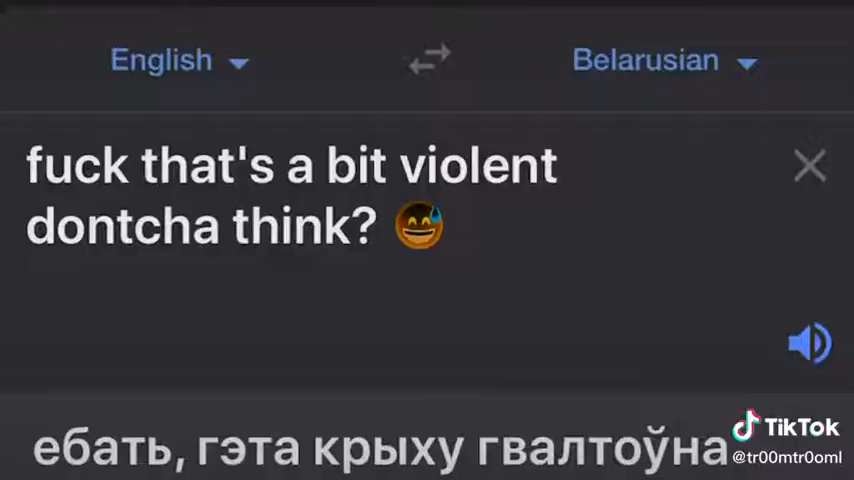 English Belarusian
fuck that's a bit violent
dontcha think? 😅
ебать, гэта крыху гвалтоўна
TikTok
@tr00mtr0oml